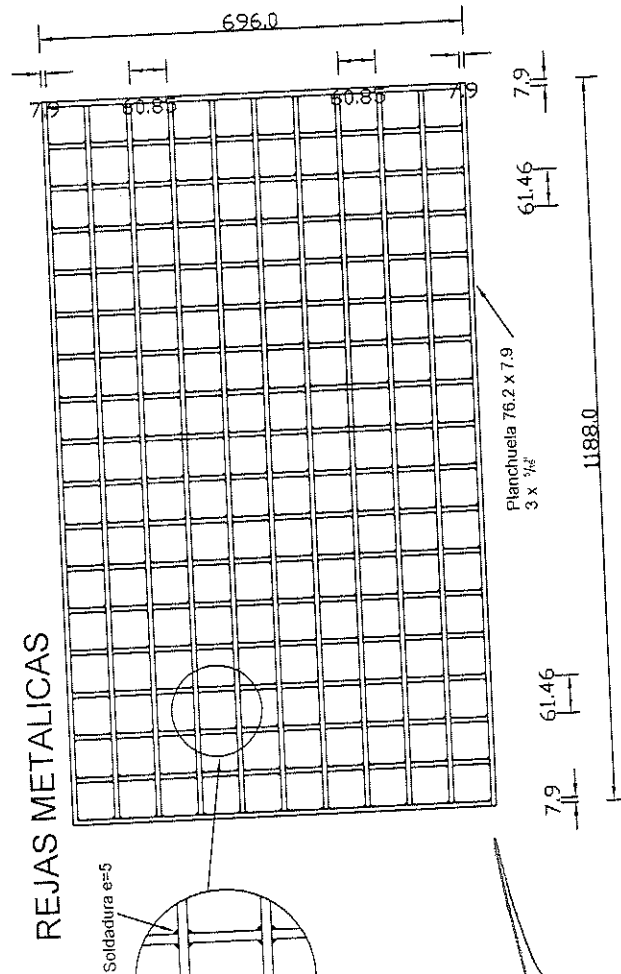 REJAS METALICAS
696.0
7.9
60.85
60.85
7.9
7.9
61.46
61.46
7.9
1188.0
Planchuela 76.2 x 7.9
3 x 5/16"
Soldadura e=5